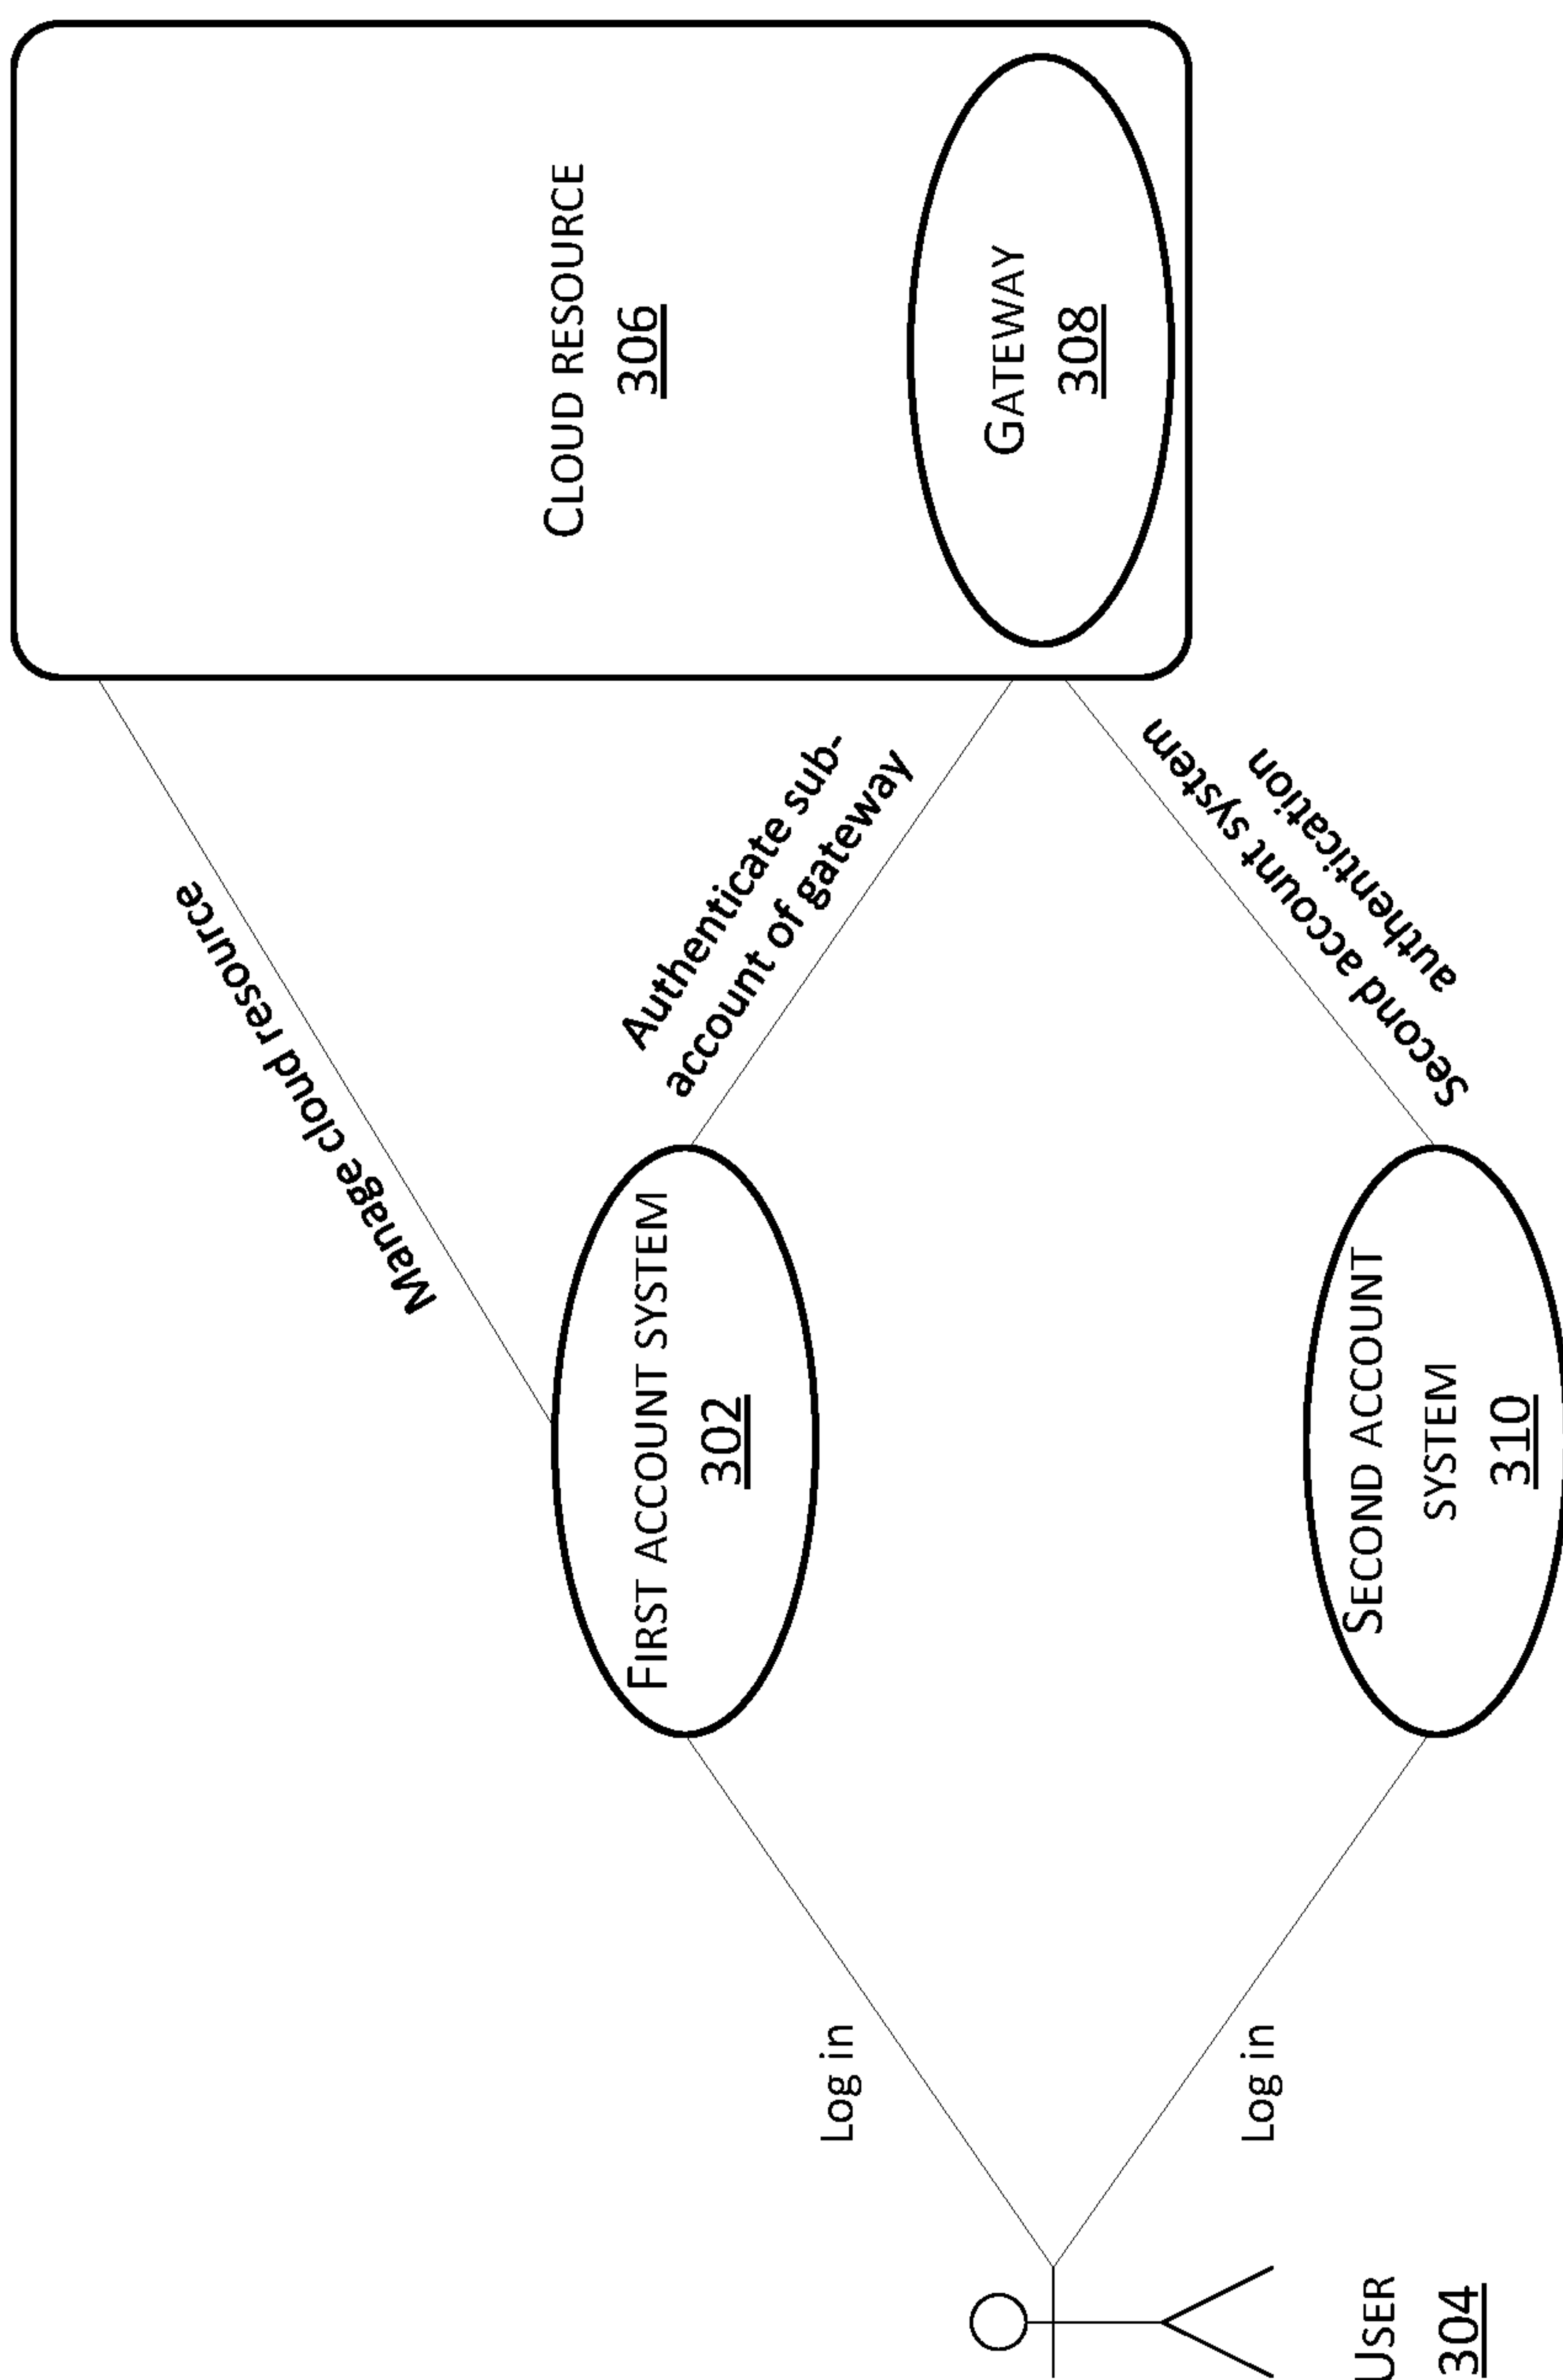 USER
304
Log in
Log in
FIRST ACCOUNT SYSTEM
302
SECOND ACCOUNT
SYSTEM
310
Manage cloud resource
Authenticate sub-
account of gateway
Second account system
authentication
CLOUD RESOURCE
306
GATEWAY
308